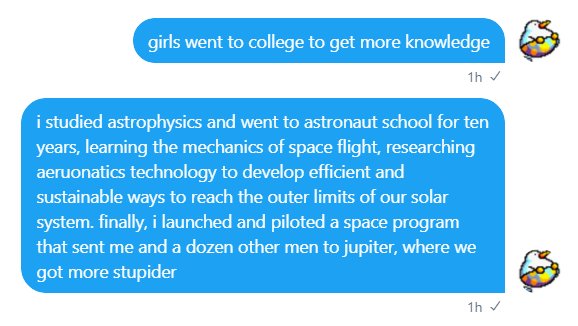 girls went to college to get more knowledge
1h ✓
i studied astrophysics and went to astronaut school for ten
years, learning the mechanics of space flight, researching
aeruonatics technology to develop efficient and
sustainable ways to reach the outer limits of our solar
system. finally, i launched and piloted a space program
that sent me and a dozen other men to jupiter, where we
got more stupider
1h ✓